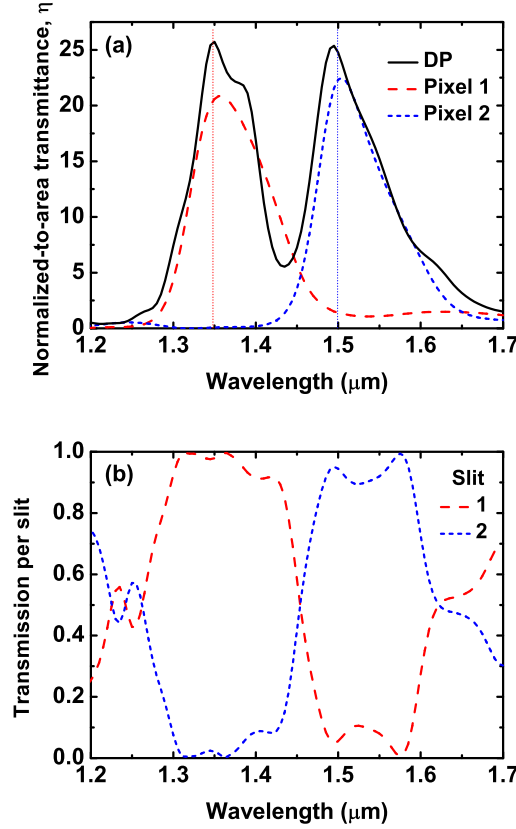 Normalized-to-area transmittance, η
(a)
DP
Pixel 1
Pixel 2
25
20
15
10
5
0
1.2 1.3 1.4 1.5 1.6 1.7
Wavelength (μm)
Transmission per slit
(b)
Slit
1
2
1.0
0.8
0.6
0.4
0.2
0.0
1.2 1.3 1.4 1.5 1.6 1.7
Wavelength (μm)